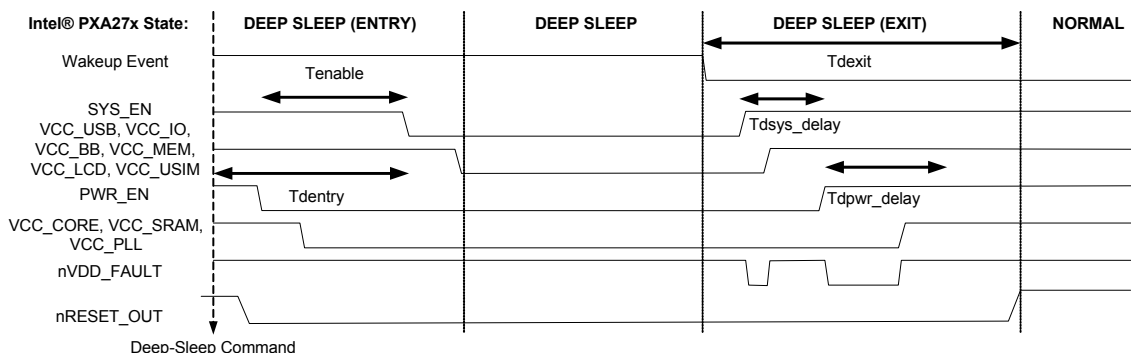 Intel® PXA27x State: DEEP SLEEP (ENTRY) DEEP SLEEP DEEP SLEEP (EXIT) NORMAL
Wakeup Event Tdexit
Tenable
SYS_EN
VCC_USB, VCC_IO, Tdsys_delay
VCC_BB, VCC_MEM,
VCC_LCD, VCC_USIM
PWR_EN Tdentry Tdpwr_delay
VCC_CORE, VCC_SRAM,
VCC_PLL
nVDD_FAULT
nRESET_OUT
Deep-Sleep Command